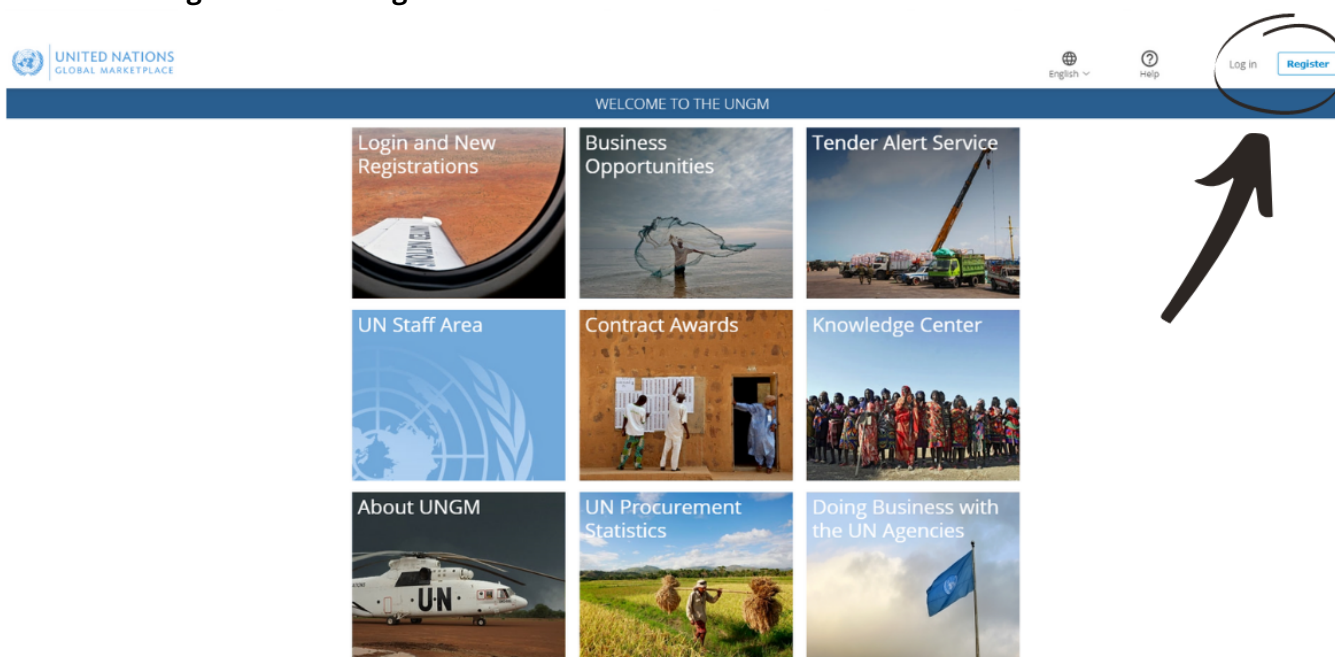 UNITED NATIONS
GLOBAL MARKETPLACE
English
Help
Log in
Register
WELCOME TO THE UNGM
Login and New
Registrations
Business
Opportunities
Tender Alert Service
UNITED NATIONS
UN Staff Area
Contract Awards
Knowledge Center
About UNGM
UN Procurement
Statistics
Doing Business with
the UN Agencies
UN